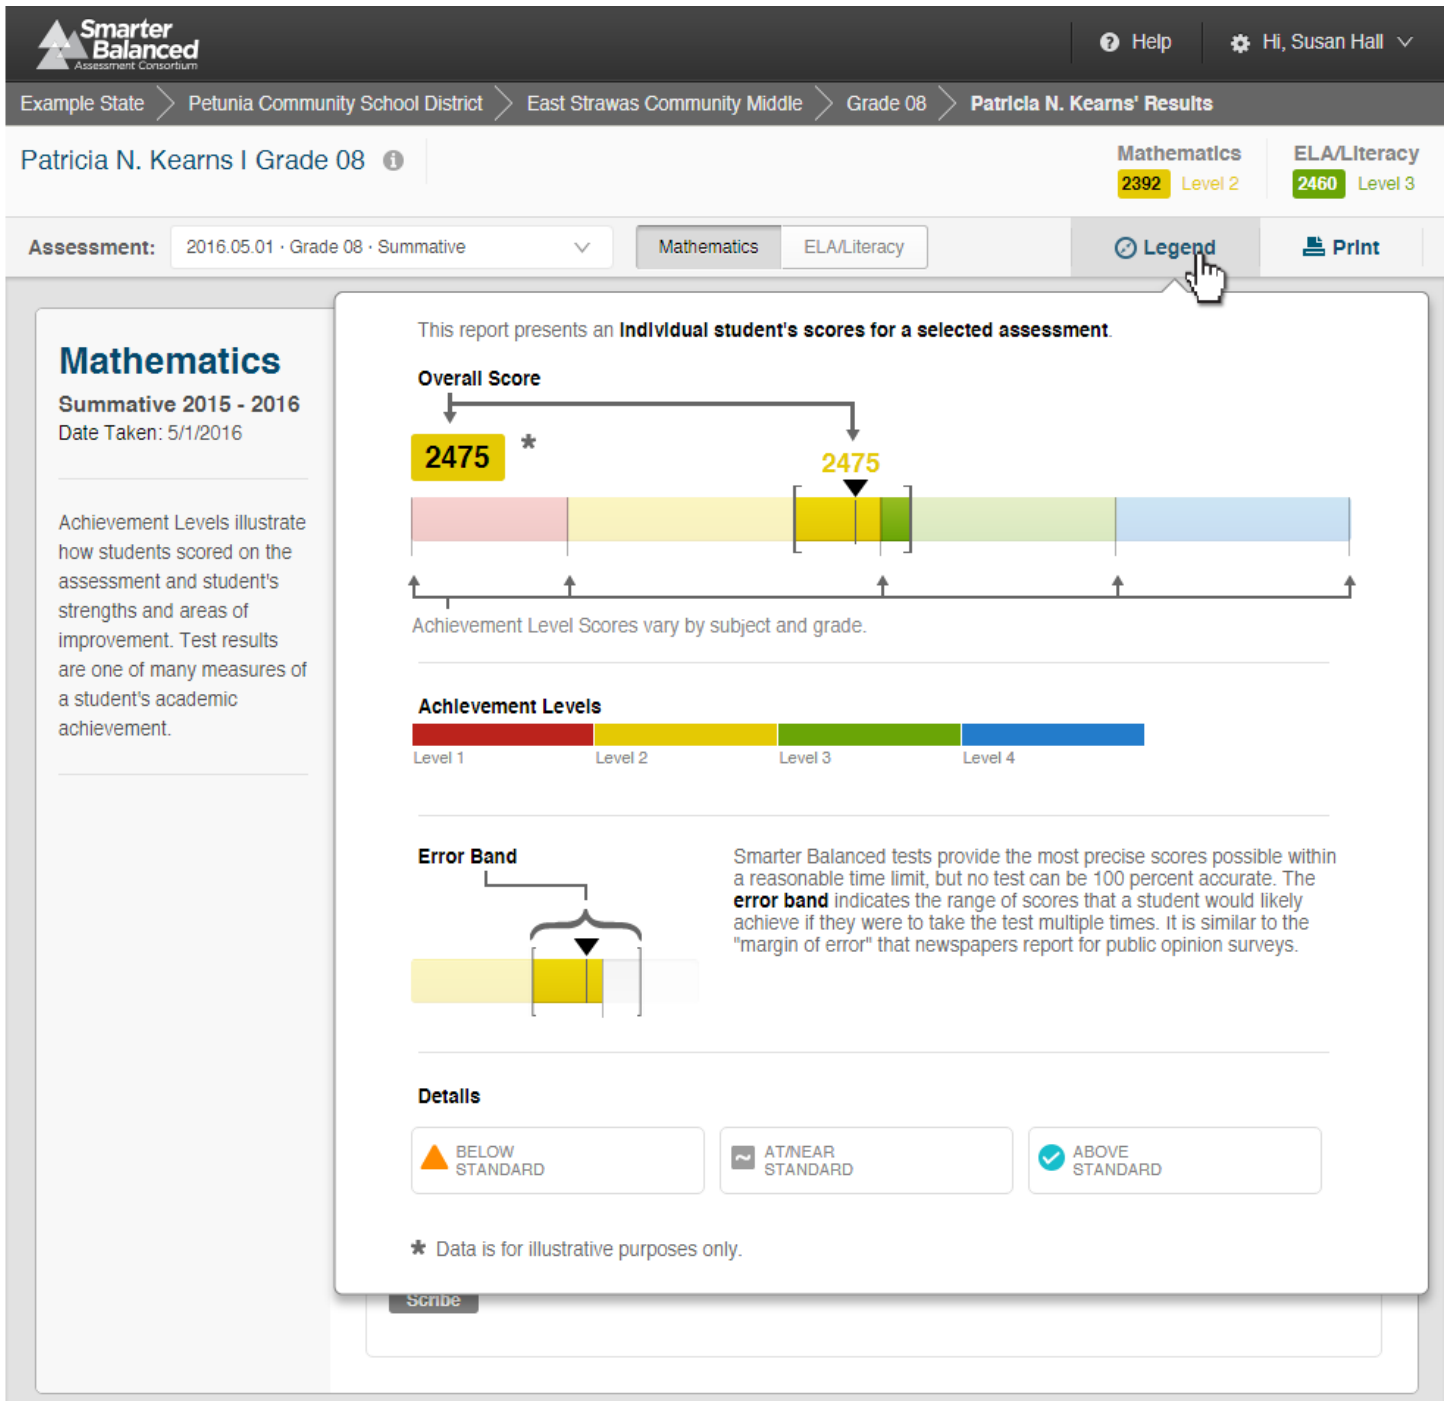 Smarter
Balanced
Assessment Consortium
Help
Hi, Susan Hall
Example State
Petunia Community School District
East Strawas Community Middle
Grade 08
Patricia N. Kearns' Results
Patricia N. Kearns | Grade 08
Mathematics
2392 Level 2
ELA/Literacy
2460 Level 3
Assessment:
2016.05.01 · Grade 08 · Summative
Mathematics
ELA/Literacy
Legend
Print
Mathematics
Summative 2015 - 2016
Date Taken: 5/1/2016
Achievement Levels illustrate
how students scored on the
assessment and student's
strengths and areas of
improvement. Test results
are one of many measures of
a student's academic
achievement.
This report presents an individual student's scores for a selected assessment.
Overall Score
2475 *
2475
Achievement Level Scores vary by subject and grade.
Achievement Levels
Level 1
Level 2
Level 3
Level 4
Error Band
Smarter Balanced tests provide the most precise scores possible within
a reasonable time limit, but no test can be 100 percent accurate. The
error band indicates the range of scores that a student would likely
achieve if they were to take the test multiple times. It is similar to the
"margin of error" that newspapers report for public opinion surveys.
Details
BELOW
STANDARD
AT/NEAR
STANDARD
ABOVE
STANDARD
* Data is for illustrative purposes only.
Scribe